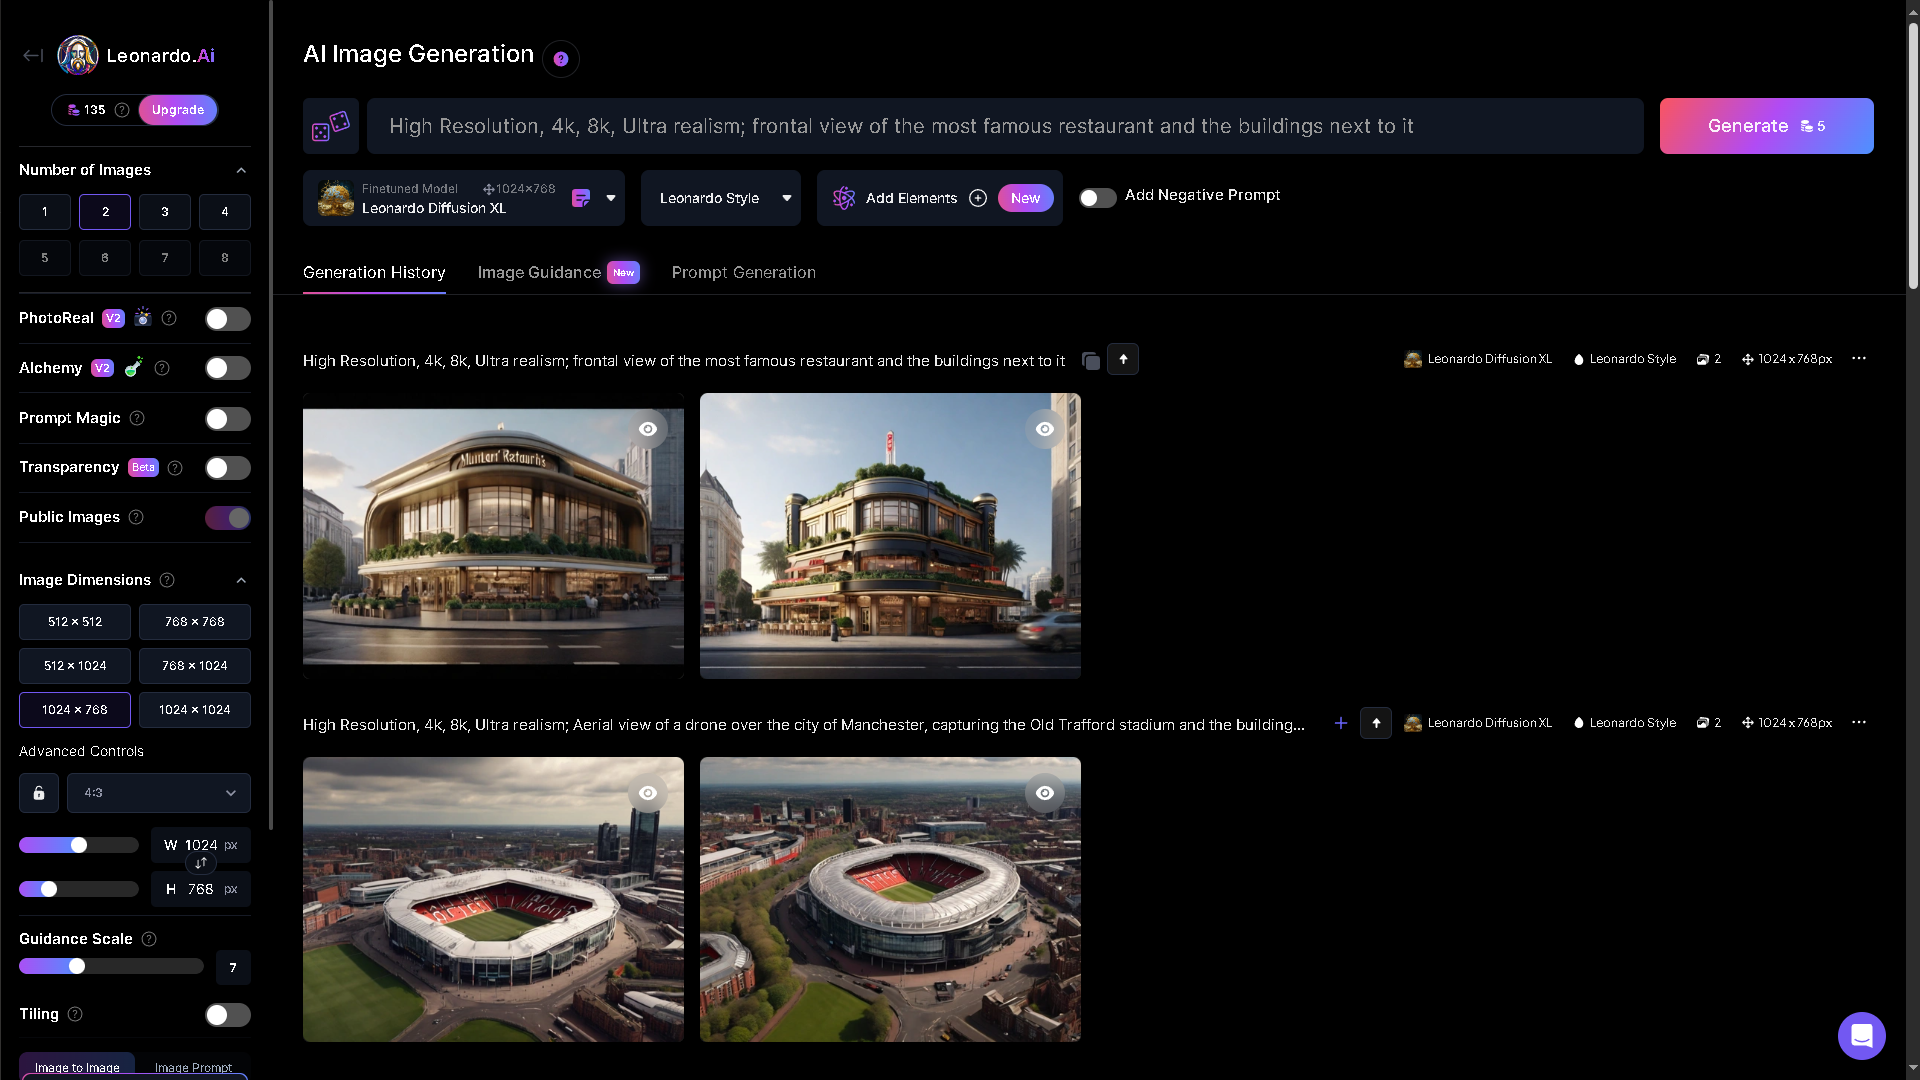 Leonardo.Ai
135 Upgrade
Number of Images
1 2 3 4
5 6 7 8
PhotoReal V2
Alchemy V2
Prompt Magic
Transparency Beta
Public Images
Image Dimensions
512 × 512 768 × 768
512 × 1024 768 × 1024
1024 × 768 1024 × 1024
Advanced Controls
4:3
W 1024 px
H 768 px
Guidance Scale
7
Tiling
Image to Image Image Prompt
AI Image Generation ?
High Resolution, 4k, 8k, Ultra realism; frontal view of the most famous restaurant and the buildings next to it
Generate 5
Finetuned Model 1024×768
Leonardo Diffusion XL
Leonardo Style
Add Elements New
Add Negative Prompt
Generation History Image Guidance New Prompt Generation
High Resolution, 4k, 8k, Ultra realism; frontal view of the most famous restaurant and the buildings next to it
Leonardo Diffusion XL Leonardo Style 2 1024x768px ...
High Resolution, 4k, 8k, Ultra realism; Aerial view of a drone over the city of Manchester, capturing the Old Trafford stadium and the building...
Leonardo Diffusion XL Leonardo Style 2 1024x768px ...